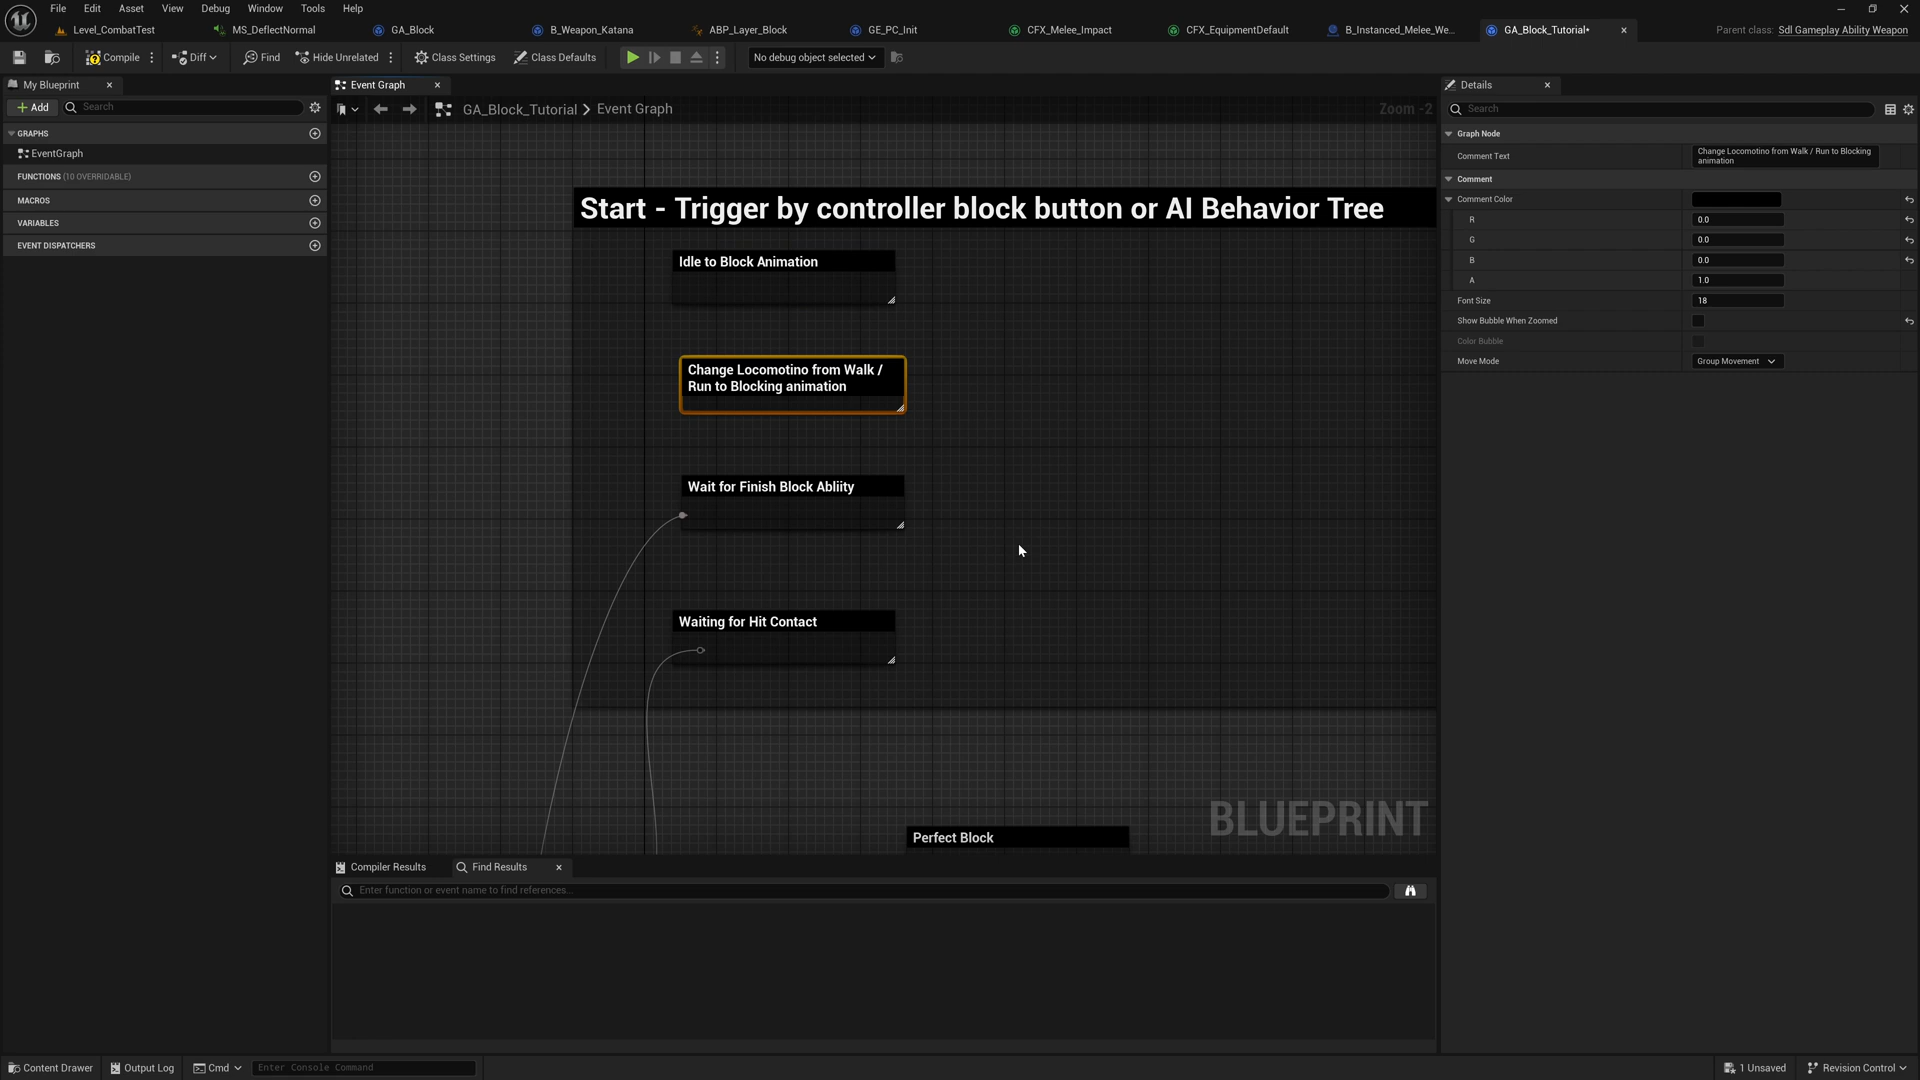 File Edit Asset View Debug Window Tools Help
Level_CombatTest MS_DeflectNormal GA_Block B_Weapon_Katana ABP_Layer_Block GE_PC_Init CFX_Melee_Impact CFX_EquipmentDefault B_Instanced_Melee_We... GA_Block_Tutorial* Parent class: Sdl Gameplay Ability Weapon
Compile Diff Find Hide Unrelated Class Settings Class Defaults No debug object selected
My Blueprint
Add Search
GRAPHS
EventGraph
FUNCTIONS (10 OVERRIDABLE)
MACROS
VARIABLES
EVENT DISPATCHERS
Event Graph
GA_Block_Tutorial > Event Graph Zoom -2
Start - Trigger by controller block button or AI Behavior Tree
Idle to Block Animation
Change Locomotino from Walk /
Run to Blocking animation
Wait for Finish Block Abliity
Waiting for Hit Contact
Perfect Block
BLUEPRINT
Compiler Results Find Results
Enter function or event name to find references...
Details
Search
Graph Node
Comment Text Change Locomotino from Walk / Run to Blocking
animation
Comment
Comment Color
R 0.0
G 0.0
B 0.0
A 1.0
Font Size 18
Show Bubble When Zoomed
Color Bubble
Move Mode Group Movement
Content Drawer Output Log Cmd Enter Console Command 1 Unsaved Revision Control